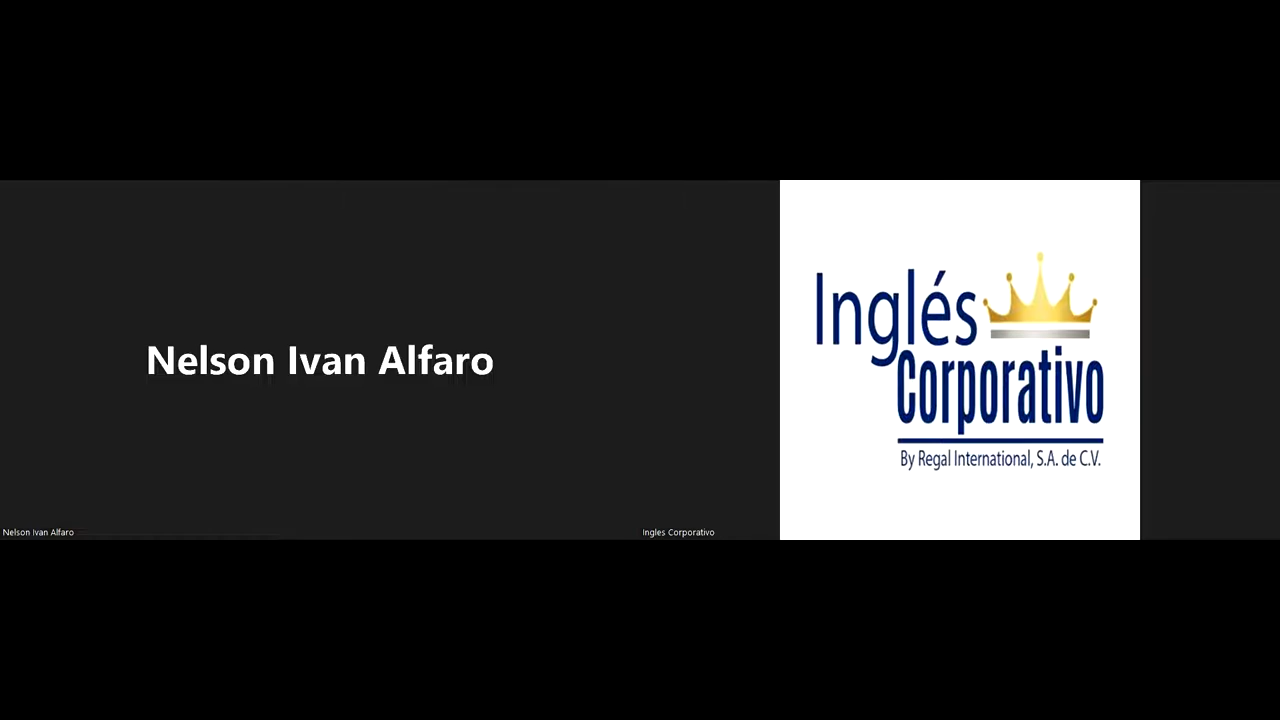 Nelson Ivan Alfaro
Nelson Ivan Alfaro
Inglés
Corporativo
By Regal International, S.A. de C.V.
Ingles Corporativo